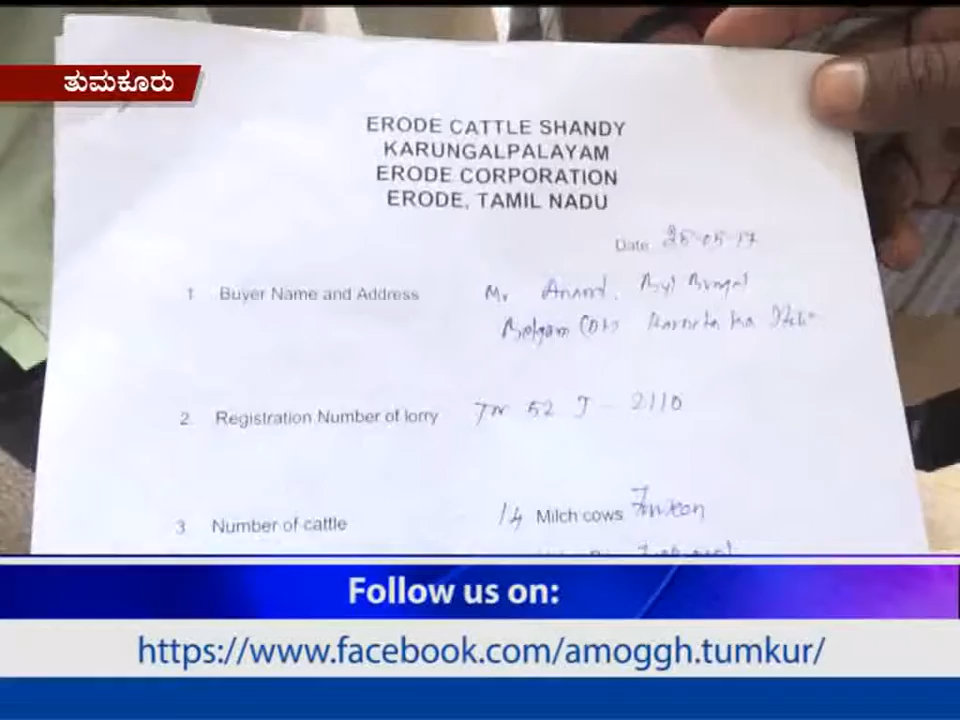 ತುಮಕೂರು
ERODE CATTLE SHANDY
KARUNGALPALAYAM
ERODE CORPORATION
ERODE, TAMIL NADU
Date 25-05-17
1 Buyer Name and Address Mr Anand.
Belgam
2 Registration Number of lorry TN 52 J - 2110
3 Number of cattle 14 Milch cows
Follow us on:
https://www.facebook.com/amoggh.tumkur/